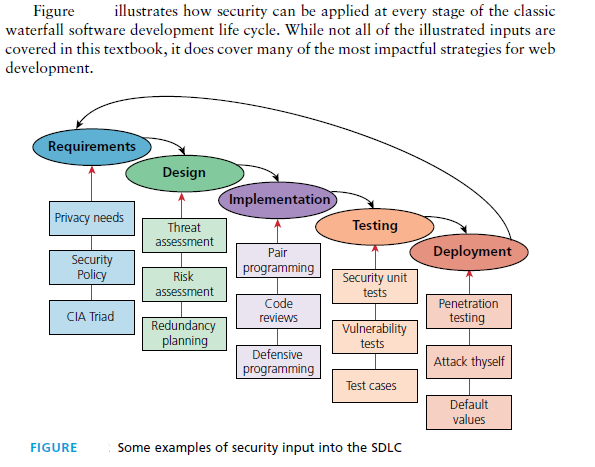 Figure illustrates how security can be applied at every stage of the classic
waterfall software development life cycle. While not all of the illustrated inputs are
covered in this textbook, it does cover many of the most impactful strategies for web
development.
Requirements
Design
Implementation
Testing
Deployment
Privacy needs
Security
Policy
CIA Triad
Threat
assessment
Risk
assessment
Redundancy
planning
Pair
programming
Code
reviews
Defensive
programming
Security unit
tests
Vulnerability
tests
Test cases
Penetration
testing
Attack thyself
Default
values
FIGURE Some examples of security input into the SDLC